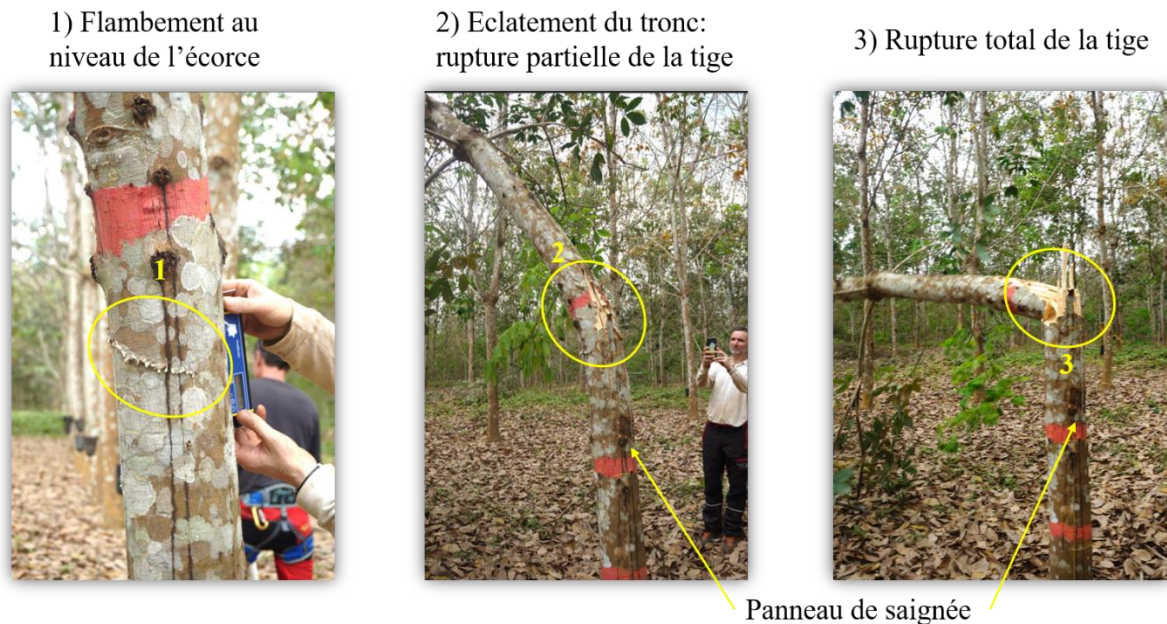 1) Flambement au
niveau de l'écorce
2) Eclatement du tronc:
rupture partielle de la tige
3) Rupture total de la tige
1
2
3
Panneau de saignée